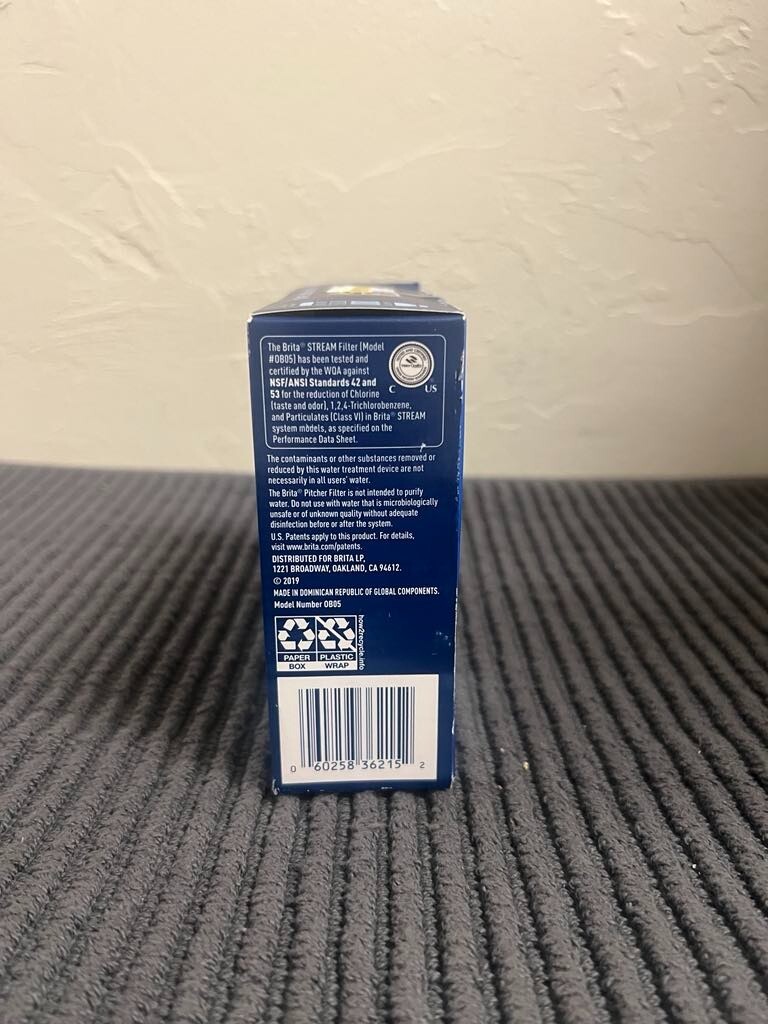 The Brita® STREAM Filter (Model
#OB05) has been tested and
certified by the WQA against
NSF/ANSI Standards 42 and
53 for the reduction of Chlorine
(taste and odor), 1,2,4-Trichlorobenzene,
and Particulates (Class VI) in Brita® STREAM
system models, as specified on the
Performance Data Sheet.
C US
The contaminants or other substances removed or
reduced by this water treatment device are not
necessarily in all users' water.
The Brita® Pitcher Filter is not intended to purify
water. Do not use with water that is microbiologically
unsafe or of unknown quality without adequate
disinfection before or after the system.
U.S. Patents apply to this product. For details,
visit www.brita.com/patents.
DISTRIBUTED FOR BRITA LP,
1221 BROADWAY, OAKLAND, CA 94612.
© 2019
MADE IN DOMINICAN REPUBLIC OF GLOBAL COMPONENTS.
Model Number OB05
how2recycle.info
PAPER PLASTIC
BOX WRAP
0 60258 36215 2